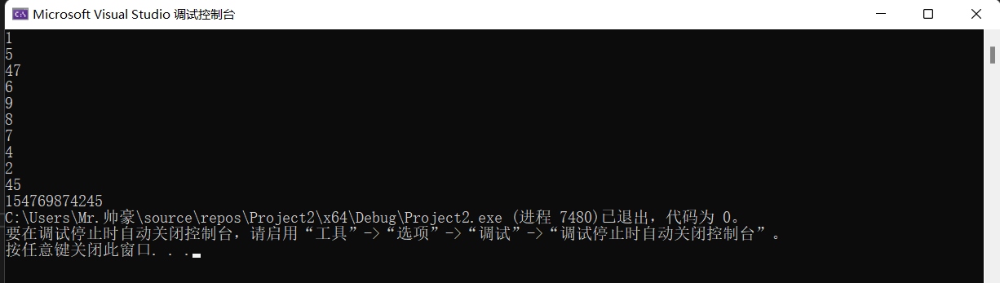 Microsoft Visual Studio 调试控制台
1
5
47
6
9
8
7
4
2
45
154769874245
C:\Users\Mr.帅豪\source\repos\Project2\x64\Debug\Project2.exe (进程 7480)已退出，代码为 0。
要在调试停止时自动关闭控制台，请启用“工具”->“选项”->“调试”->“调试停止时自动关闭控制台”。
按任意键关闭此窗口. . .